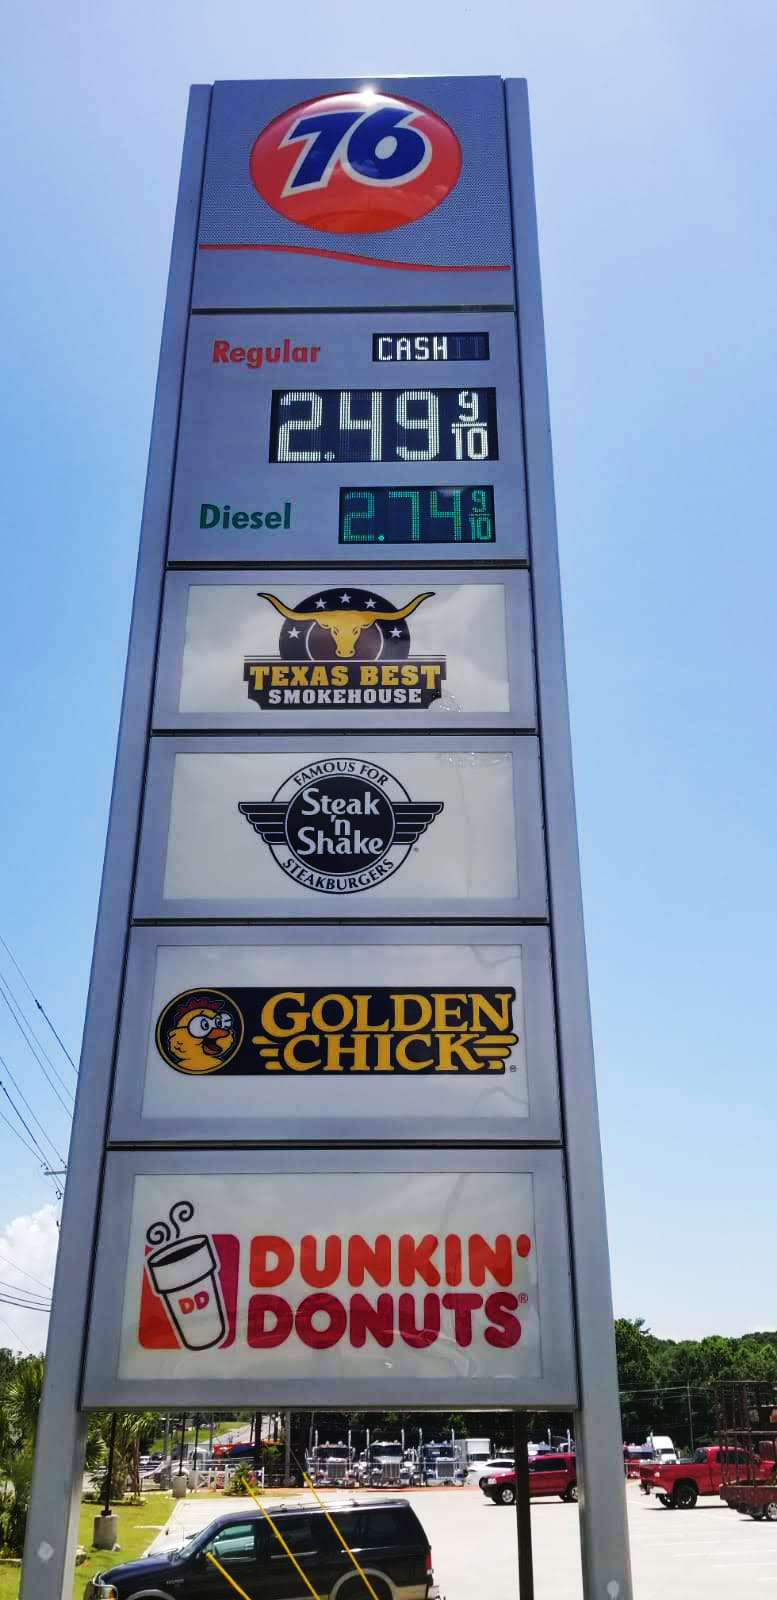 76
Regular CASH
2.49 9/10
Diesel 2.74 9/10
TEXAS BEST
SMOKEHOUSE
FAMOUS FOR
Steak
'n
Shake
STEAKBURGERS
GOLDEN
CHICK®
DD
DUNKIN'
DONUTS®